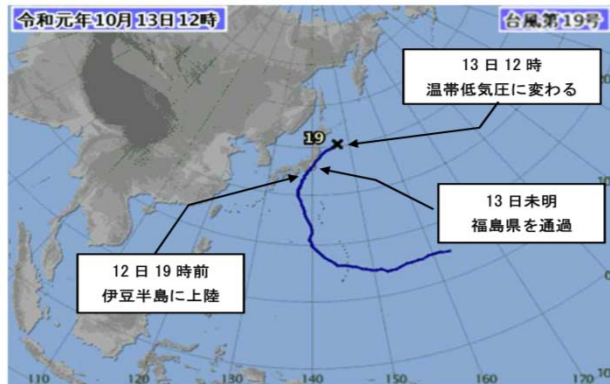 令和元年10月13日12時
台風第19号
13日12時
温帯低気圧に変わる
19
13日未明
福島県を通過
12日19時前
伊豆半島に上陸
110
120
130
140
150
160
170